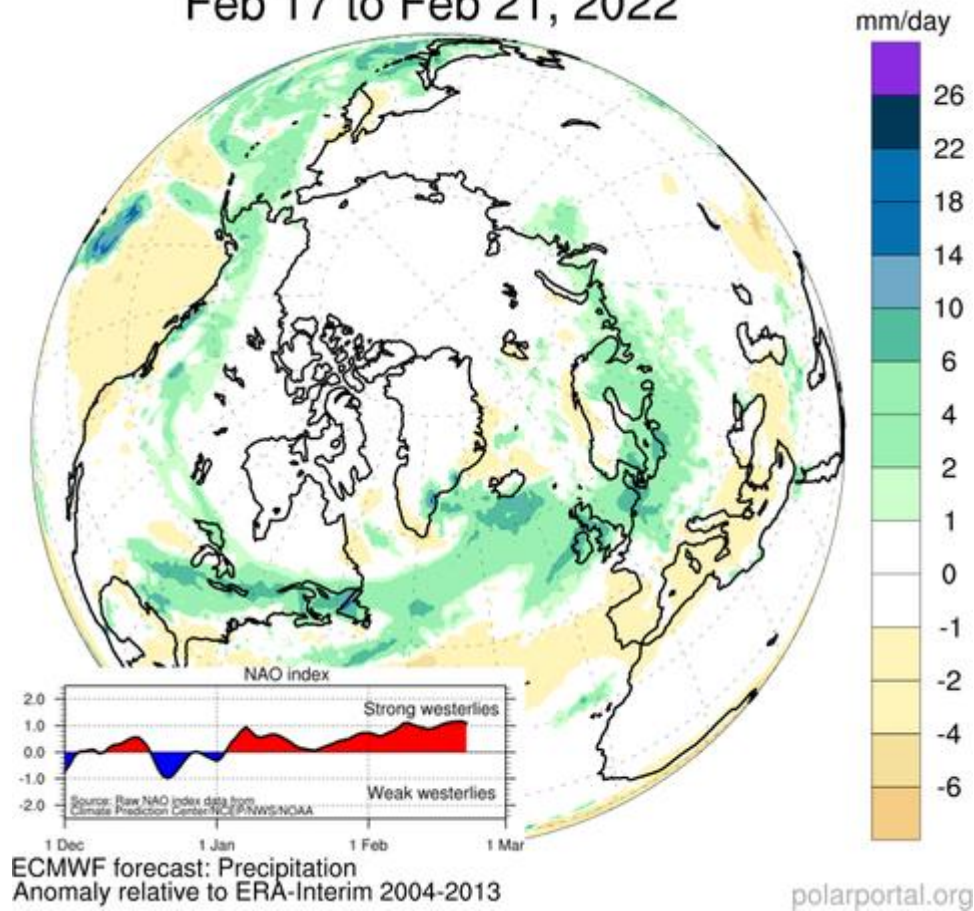 Feb 17 to Feb 21, 2022
mm/day
26
22
18
14
10
6
4
2
1
0
-1
-2
-4
-6
NAO index
2.0
1.0
0.0
-1.0
-2.0
Strong westerlies
Weak westerlies
Source: Raw NAO index data from
Climate Prediction Center/NCEP/NWS/NOAA
1 Dec
1 Jan
1 Feb
1 Mar
ECMWF forecast: Precipitation
Anomaly relative to ERA-Interim 2004-2013
polarportal.org